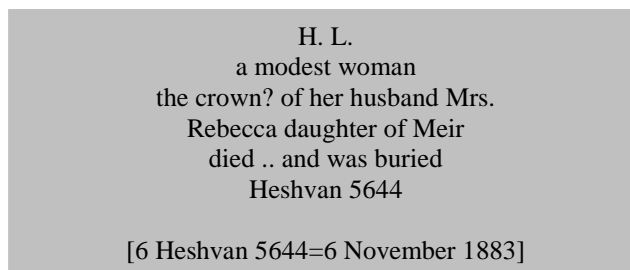 H. L.
a modest woman
the crown? of her husband Mrs.
Rebecca daughter of Meir
died .. and was buried
Heshvan 5644
[6 Heshvan 5644=6 November 1883]